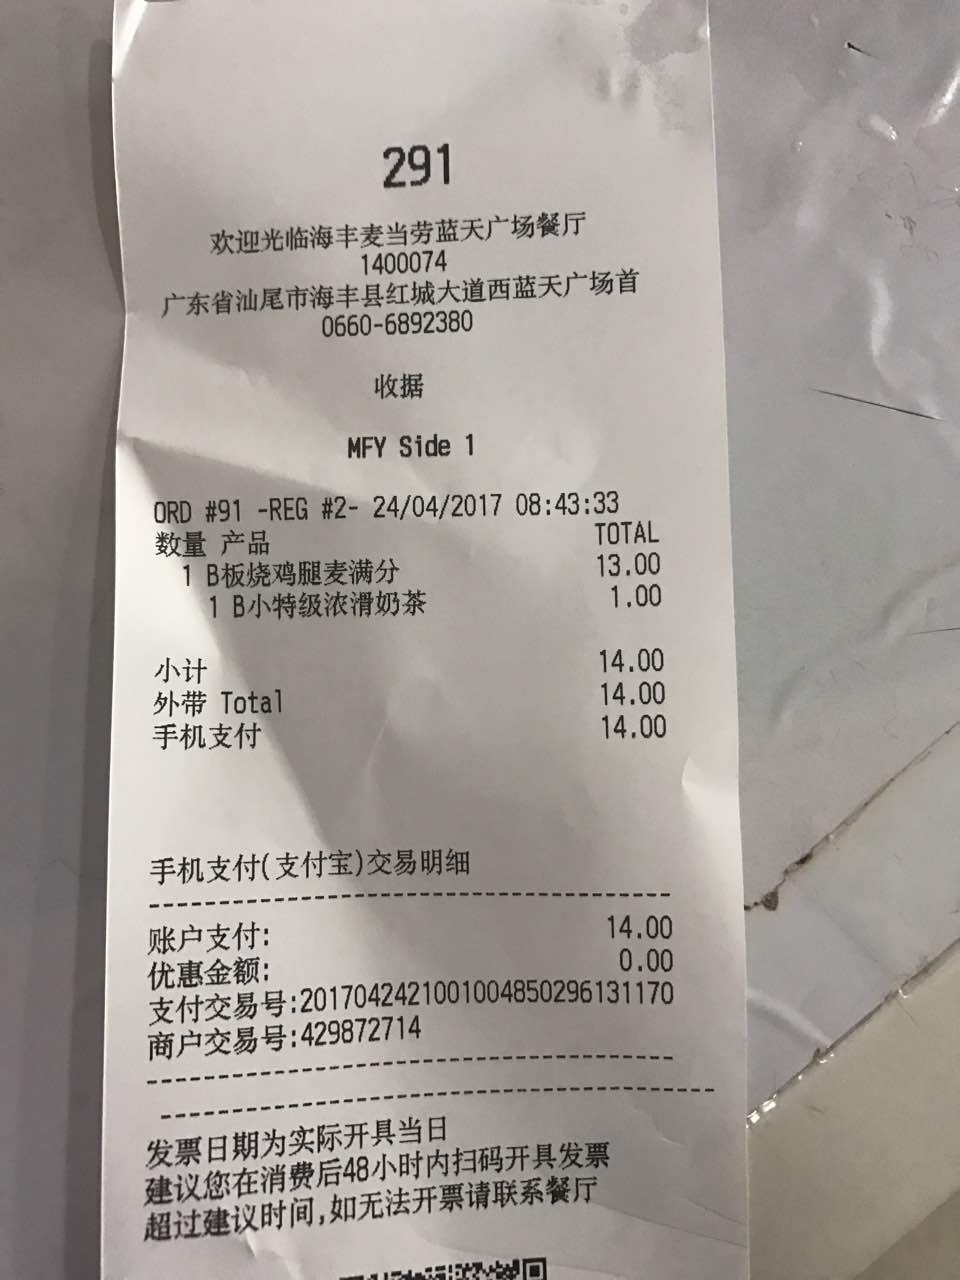 291
欢迎光临海丰麦当劳蓝天广场餐厅
1400074
广东省汕尾市海丰县红城大道西蓝天广场首
0660-6892380
收据
MFY Side 1
ORD #91 -REG #2- 24/04/2017 08:43:33
数量 产品 TOTAL
1 B板烧鸡腿麦满分 13.00
1 B小特级浓滑奶茶 1.00
小计 14.00
外带 Total 14.00
手机支付 14.00
手机支付(支付宝)交易明细
账户支付: 14.00
优惠金额: 0.00
支付交易号:2017042421001004850296131170
商户交易号:429872714
发票日期为实际开具当日
建议您在消费后48小时内扫码开具发票
超过建议时间,如无法开票请联系餐厅